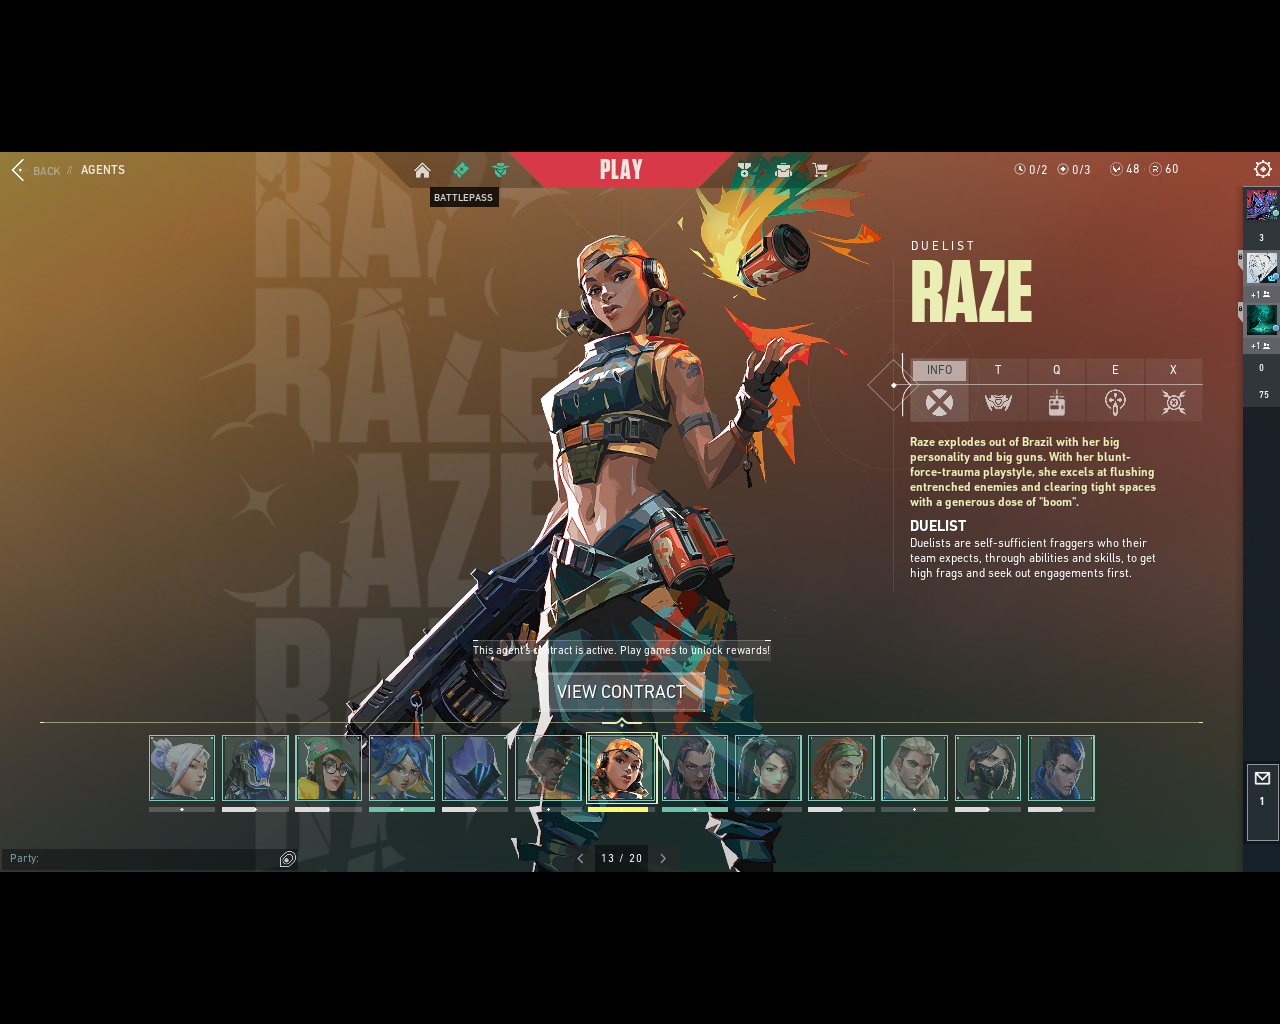 BACK // AGENTS
PLAY
0/2 0/3 48 60
BATTLEPASS
RAZE
RAZE
RAZE
RAZE
DUELIST
RAZE
INFO T Q E X
Raze explodes out of Brazil with her big
personality and big guns. With her blunt-
force-trauma playstyle, she excels at flushing
entrenched enemies and clearing tight spaces
with a generous dose of "boom".
DUELIST
Duelists are self-sufficient fraggers who their
team expects, through abilities and skills, to get
high frags and seek out engagements first.
3
+1
+1
0
75
This agent's contract is active. Play games to unlock rewards!
VIEW CONTRACT
1
Party:
13 / 20